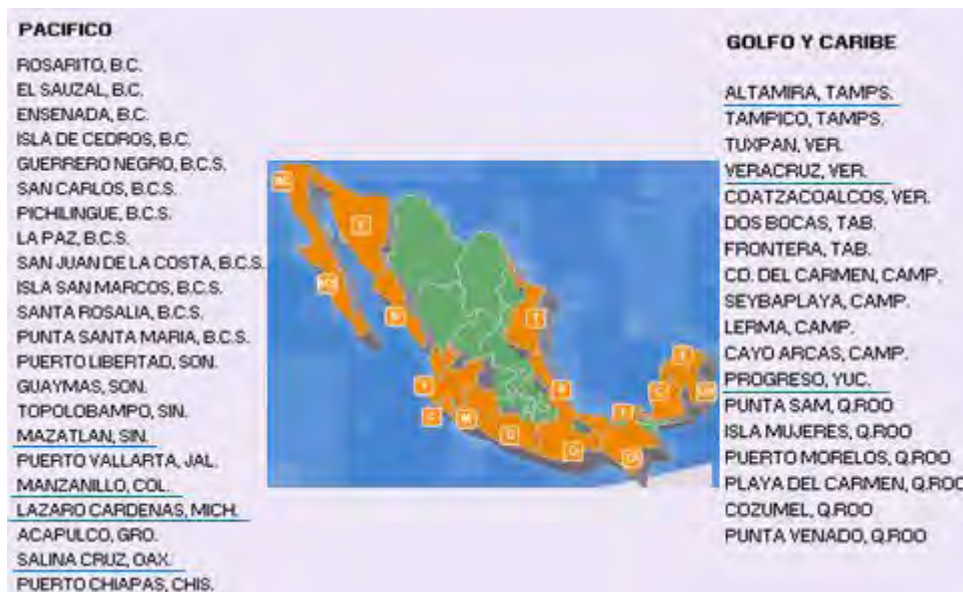 PACIFICO
ROSARITO, B.C.
EL SAUZAL, B.C.
ENSENADA, B.C.
ISLA DE CEDROS, B.C.
GUERRERO NEGRO, B.C.S.
SAN CARLOS, B.C.S.
PICHILINGUE, B.C.S.
LA PAZ, B.C.S.
SAN JUAN DE LA COSTA, B.C.S.
ISLA SAN MARCOS, B.C.S.
SANTA ROSALIA, B.C.S.
PUNTA SANTA MARIA, B.C.S.
PUERTO LIBERTAD, SON.
GUAYMAS, SON.
TOPOLOBAMPO, SIN.
MAZATLAN, SIN.
PUERTO VALLARTA, JAL.
MANZANILLO, COL.
LAZARO CARDENAS, MICH.
ACAPULCO, GRO.
SALINA CRUZ, OAX.
PUERTO CHIAPAS, CHIS.
GOLFO Y CARIBE
ALTAMIRA, TAMPS.
TAMPICO, TAMPS.
TUXPAN, VER.
VERACRUZ, VER.
COATZACOALCOS, VER.
DOS BOCAS, TAB.
FRONTERA, TAB.
CD. DEL CARMEN, CAMP.
SEYBAPLAYA, CAMP.
LERMA, CAMP.
CAYO ARCAS, CAMP.
PROGRESO, YUC.
PUNTA SAM, Q.ROO
ISLA MUJERES, Q.ROO
PUERTO MORELOS, Q.ROO
PLAYA DEL CARMEN, Q.ROO
COZUMEL, Q.ROO
PUNTA VENADO, Q.ROO